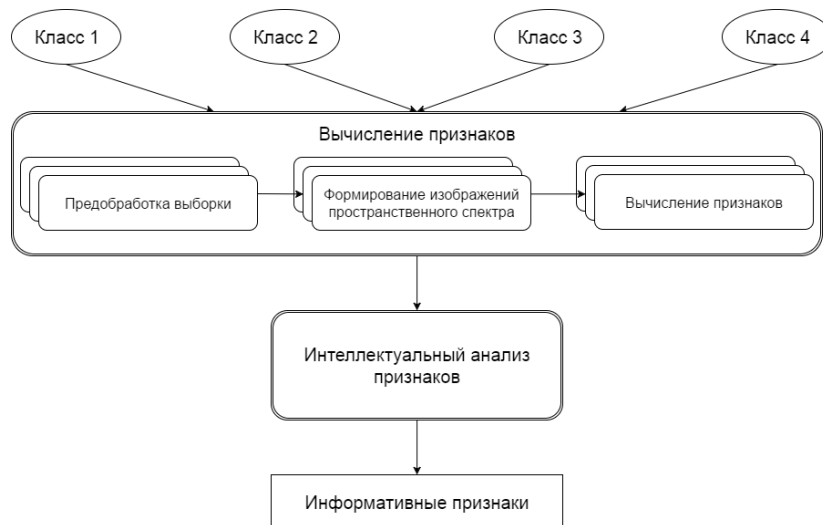 Класс 1
Класс 2
Класс 3
Класс 4
Вычисление признаков
Предобработка выборки
Формирование изображений
пространственного спектра
Вычисление признаков
Интеллектуальный анализ
признаков
Информативные признаки